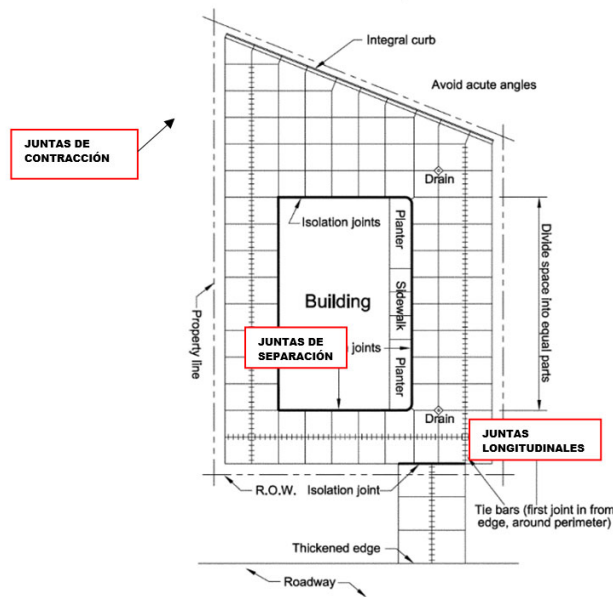 Integral curb
Avoid acute angles
JUNTAS DE
CONTRACCIÓN
Drain
Isolation joints
Planter
Divide space into equal parts
Building
Sidewalk
Property line
JUNTAS DE
SEPARACIÓN
joints
Planter
Drain
JUNTAS
LONGITUDINALES
R.O.W.
Isolation joint
Tie bars (first joint in from
edge, around perimeter)
Thickened edge
Roadway